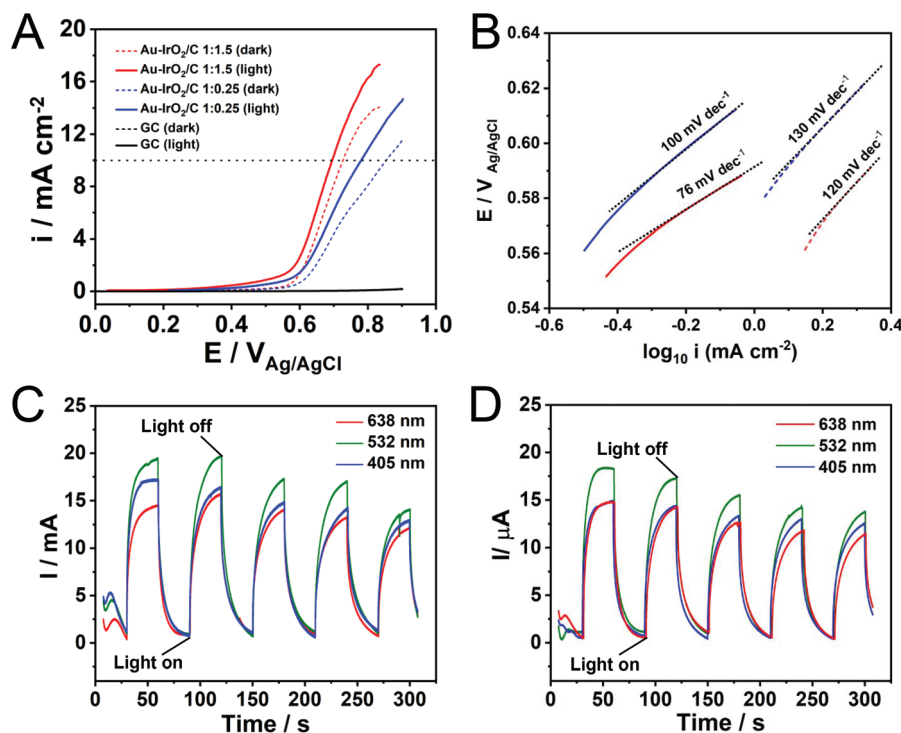 A
i / mA cm⁻²
20
16
12
8
4
0
Au-IrO₂/C 1:1.5 (dark)
Au-IrO₂/C 1:1.5 (light)
Au-IrO₂/C 1:0.25 (dark)
Au-IrO₂/C 1:0.25 (light)
GC (dark)
GC (light)
0.0 0.2 0.4 0.6 0.8 1.0
E / V Ag/AgCl
B
E / V Ag/AgCl
0.64
0.62
0.60
0.58
0.56
0.54
100 mV dec⁻¹
76 mV dec⁻¹
130 mV dec⁻¹
120 mV dec⁻¹
-0.6 -0.4 -0.2 0.0 0.2 0.4
log₁₀ i (mA cm⁻²)
C
I / mA
25
20
15
10
5
0
Light off
638 nm
532 nm
405 nm
Light on
0 50 100 150 200 250 300
Time / s
D
I/ µA
25
20
15
10
5
0
Light off
638 nm
532 nm
405 nm
Light on
0 50 100 150 200 250 300
Time / s